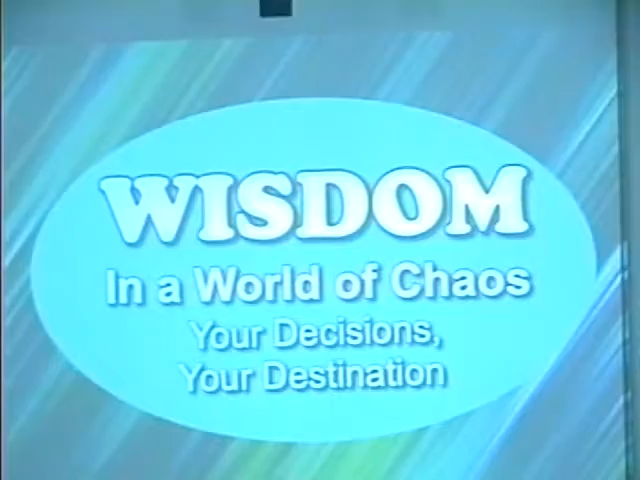 WISDOM
In a World of Chaos
Your Decisions,
Your Destination